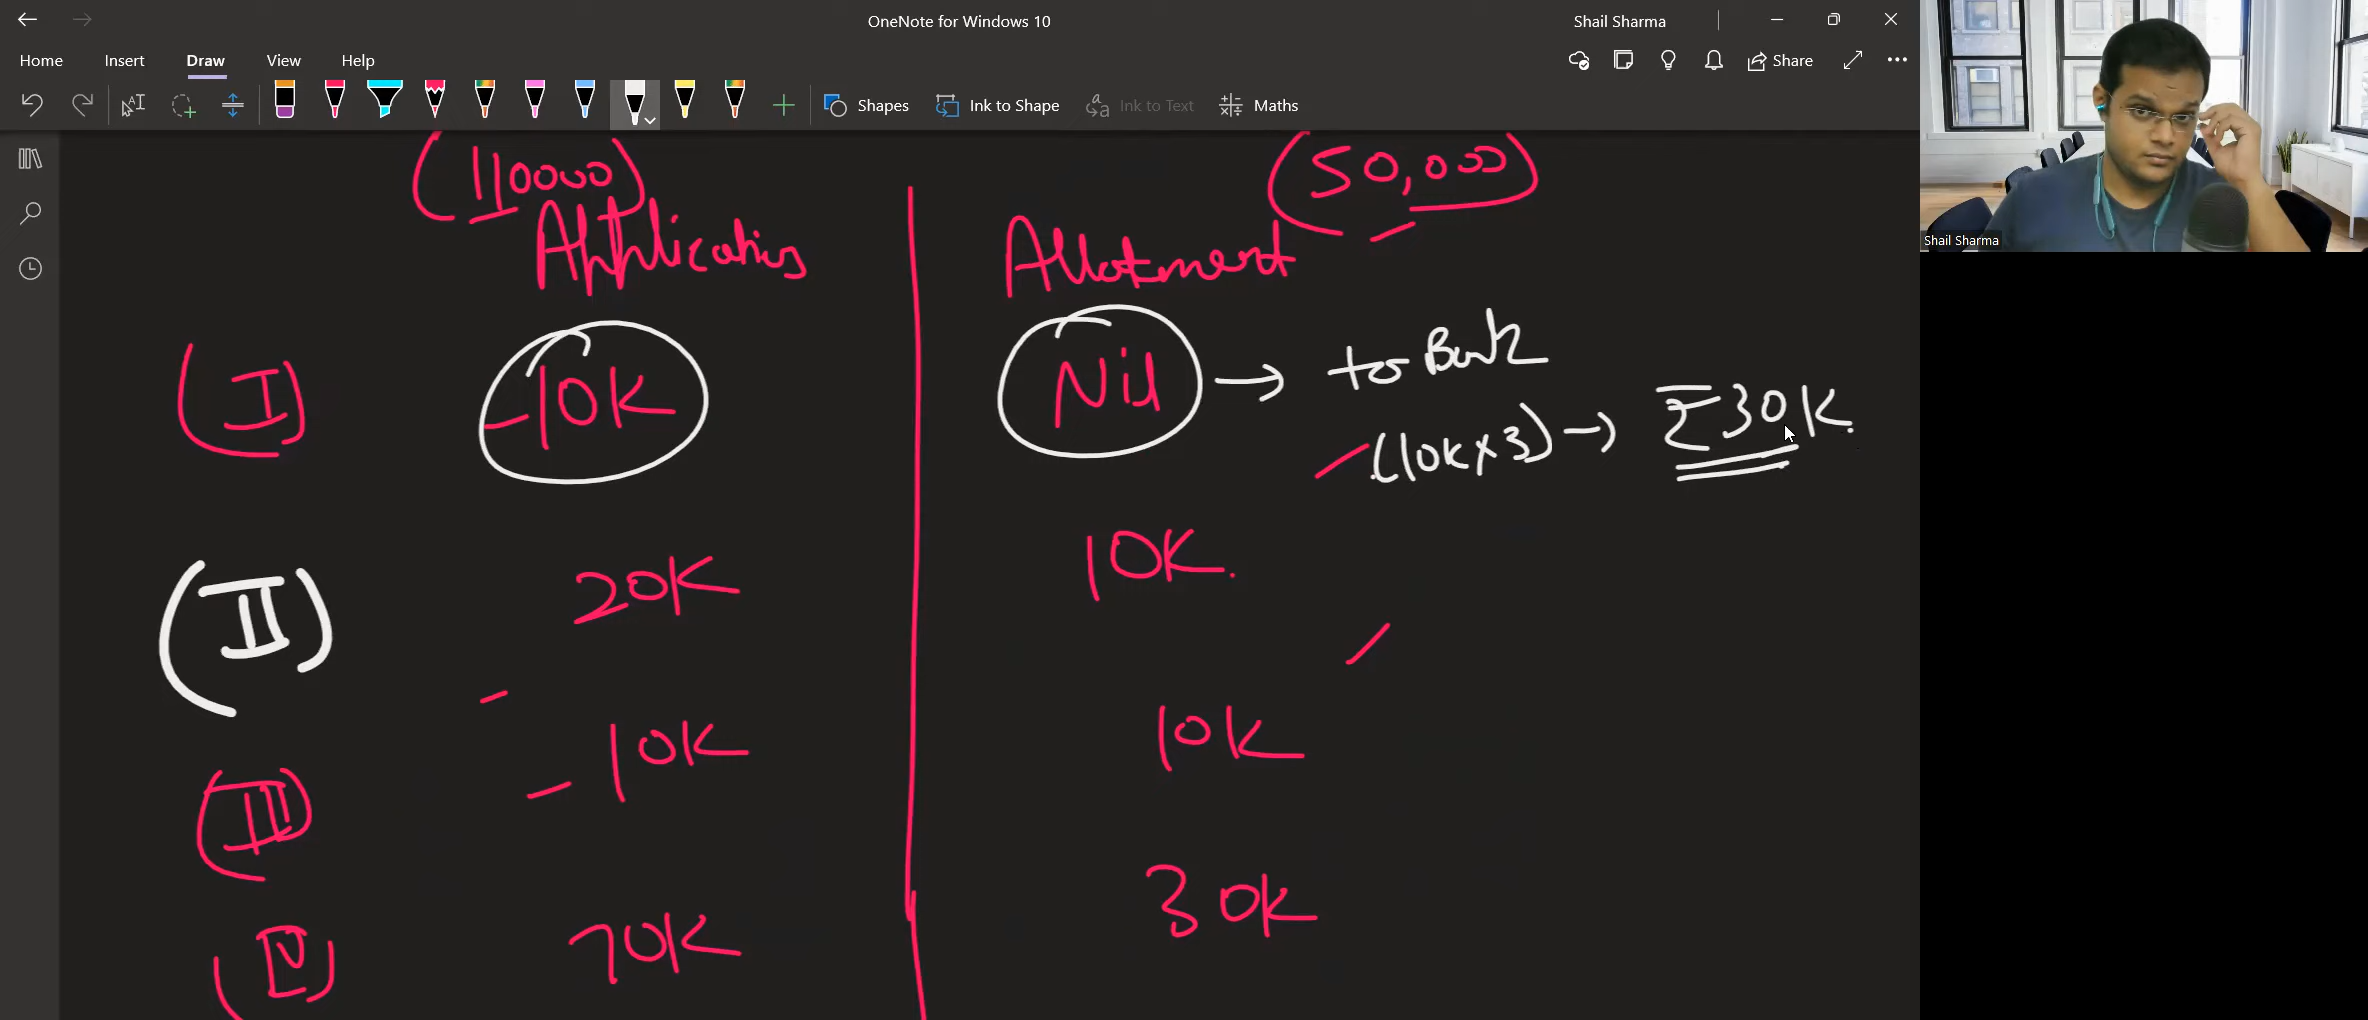 OneNote for Windows 10
Shail Sharma
Home Insert Draw View Help
Share
Shapes Ink to Shape Ink to Text Maths
Shail Sharma
(110000) (50,000)
Application Allotment
(I) -10K Nil → to Bank
(10K x 3) → ₹30K.
(II) 20K 10K.
(III) - 10K 10K
(IV) 70K 30K